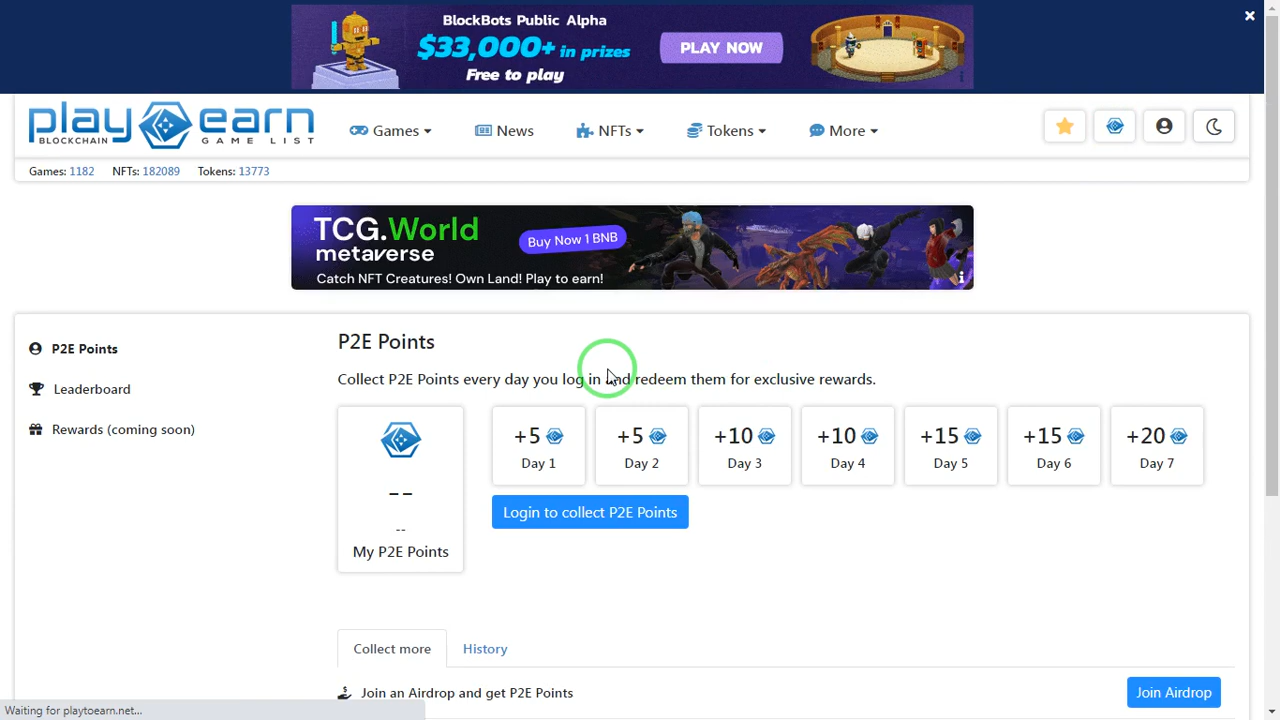 BlockBots Public Alpha
$33,000+ in prizes
Free to play
PLAY NOW
play earn
BLOCKCHAIN GAME LIST
Games
News
NFTs
Tokens
More
Games: 1182 NFTs: 182089 Tokens: 13773
TCG.World
metaverse
Buy Now 1 BNB
Catch NFT Creatures! Own Land! Play to earn!
P2E Points
Leaderboard
Rewards (coming soon)
P2E Points
Collect P2E Points every day you log in and redeem them for exclusive rewards.
--
--
My P2E Points
+5
Day 1
+5
Day 2
+10
Day 3
+10
Day 4
+15
Day 5
+15
Day 6
+20
Day 7
Login to collect P2E Points
Collect more
History
Join an Airdrop and get P2E Points
Join Airdrop
Waiting for playtoearn.net...